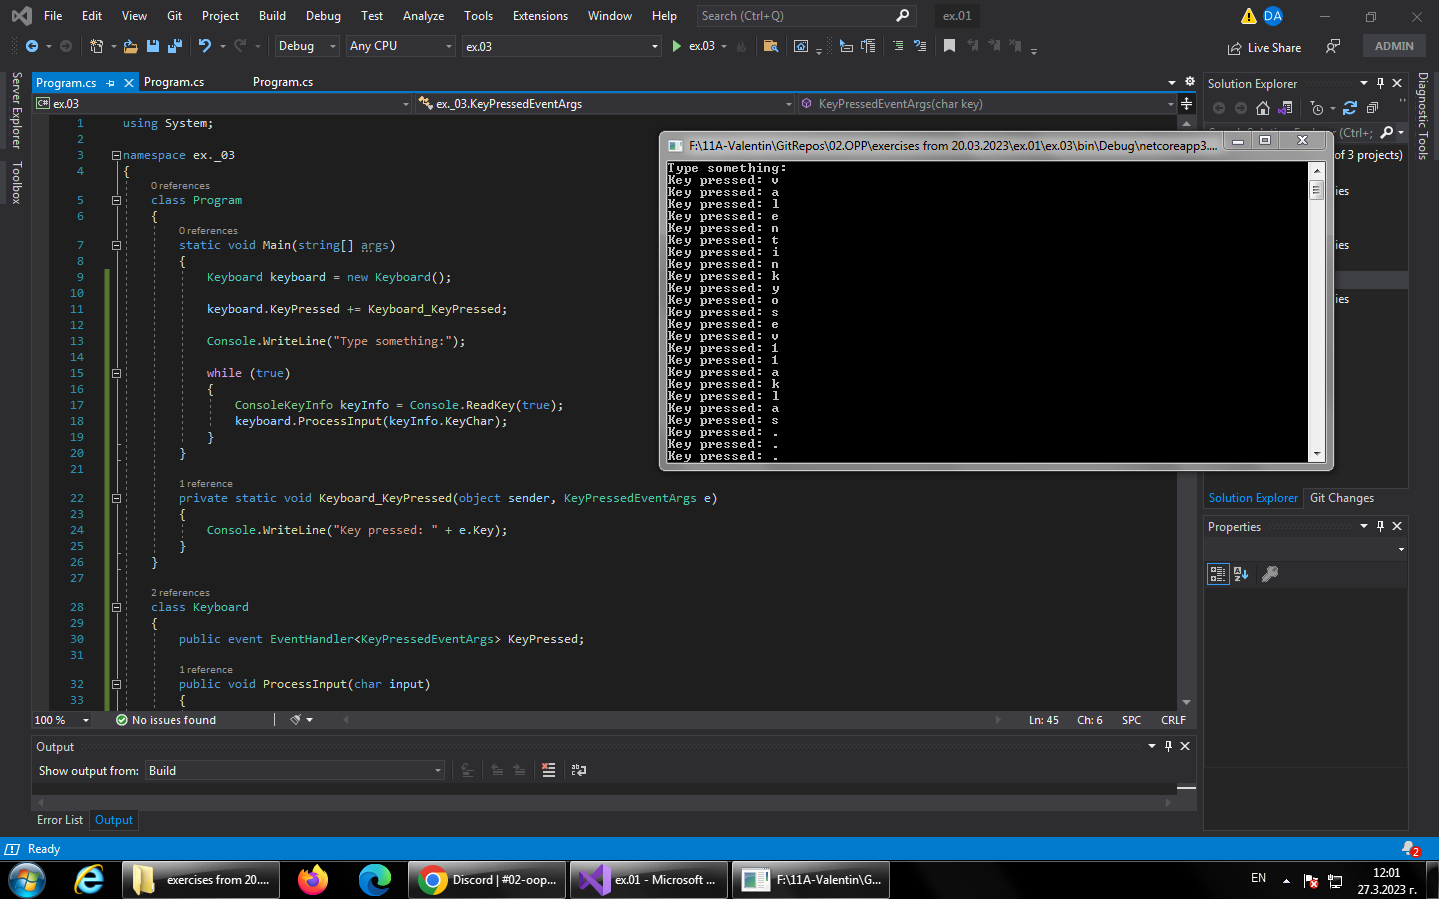 File Edit View Git Project Build Debug Test Analyze Tools Extensions Window Help Search (Ctrl+Q) ex.01 DA
Debug Any CPU ex.03 ex.03 Live Share ADMIN
Server Explorer
Toolbox
Program.cs Program.cs Program.cs
C# ex.03 ex._03.KeyPressedEventArgs KeyPressedEventArgs(char key)
1 using System;
2
3 namespace ex._03
4 {
0 references
5 class Program
6 {
0 references
7 static void Main(string[] args)
8 {
9 Keyboard keyboard = new Keyboard();
10
11 keyboard.KeyPressed += Keyboard_KeyPressed;
12
13 Console.WriteLine("Type something:");
14
15 while (true)
16 {
17 ConsoleKeyInfo keyInfo = Console.ReadKey(true);
18 keyboard.ProcessInput(keyInfo.KeyChar);
19 }
20 }
21
1 reference
22 private static void Keyboard_KeyPressed(object sender, KeyPressedEventArgs e)
23 {
24 Console.WriteLine("Key pressed: " + e.Key);
25 }
26 }
27
2 references
28 class Keyboard
29 {
30 public event EventHandler<KeyPressedEventArgs> KeyPressed;
31
1 reference
32 public void ProcessInput(char input)
33 {
100 % No issues found Ln: 45 Ch: 6 SPC CRLF
F:\11A-Valentin\GitRepos\02.OPP\exercises from 20.03.2023\ex.01\ex.03\bin\Debug\netcoreapp3....
Type something:
Key pressed: v
Key pressed: a
Key pressed: l
Key pressed: e
Key pressed: n
Key pressed: t
Key pressed: i
Key pressed: n
Key pressed: k
Key pressed: y
Key pressed: o
Key pressed: s
Key pressed: e
Key pressed: v
Key pressed: 1
Key pressed: 1
Key pressed: a
Key pressed: k
Key pressed: l
Key pressed: a
Key pressed: s
Key pressed: .
Key pressed: .
Key pressed: .
Solution Explorer
(Ctrl+;
of 3 projects)
Solution Explorer Git Changes
Properties
Diagnostic Tools
Output
Show output from: Build
Error List Output
Ready 2
exercises from 20.... Discord | #02-oop... ex.01 - Microsoft ... F:\11A-Valentin\G... EN 12:01
27.3.2023 г.